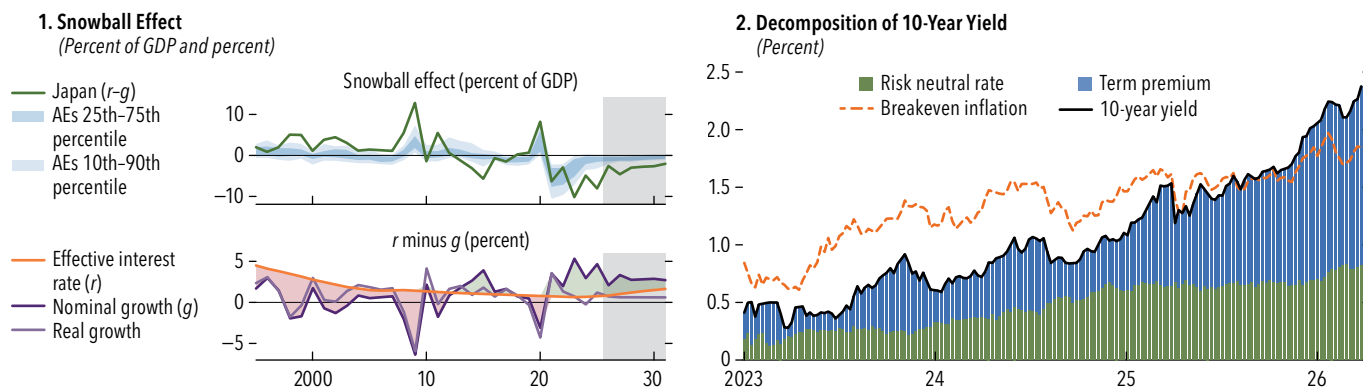 1. Snowball Effect
(Percent of GDP and percent)
Japan (r–g)
AEs 25th–75th
percentile
AEs 10th–90th
percentile
Snowball effect (percent of GDP)
10
0
–10
r minus g (percent)
Effective interest
rate (r)
Nominal growth (g)
Real growth
5
0
–5
2000 10 20 30
2. Decomposition of 10-Year Yield
(Percent)
Risk neutral rate Term premium
Breakeven inflation 10-year yield
2.5
2.0
1.5
1.0
0.5
0
2023 24 25 26